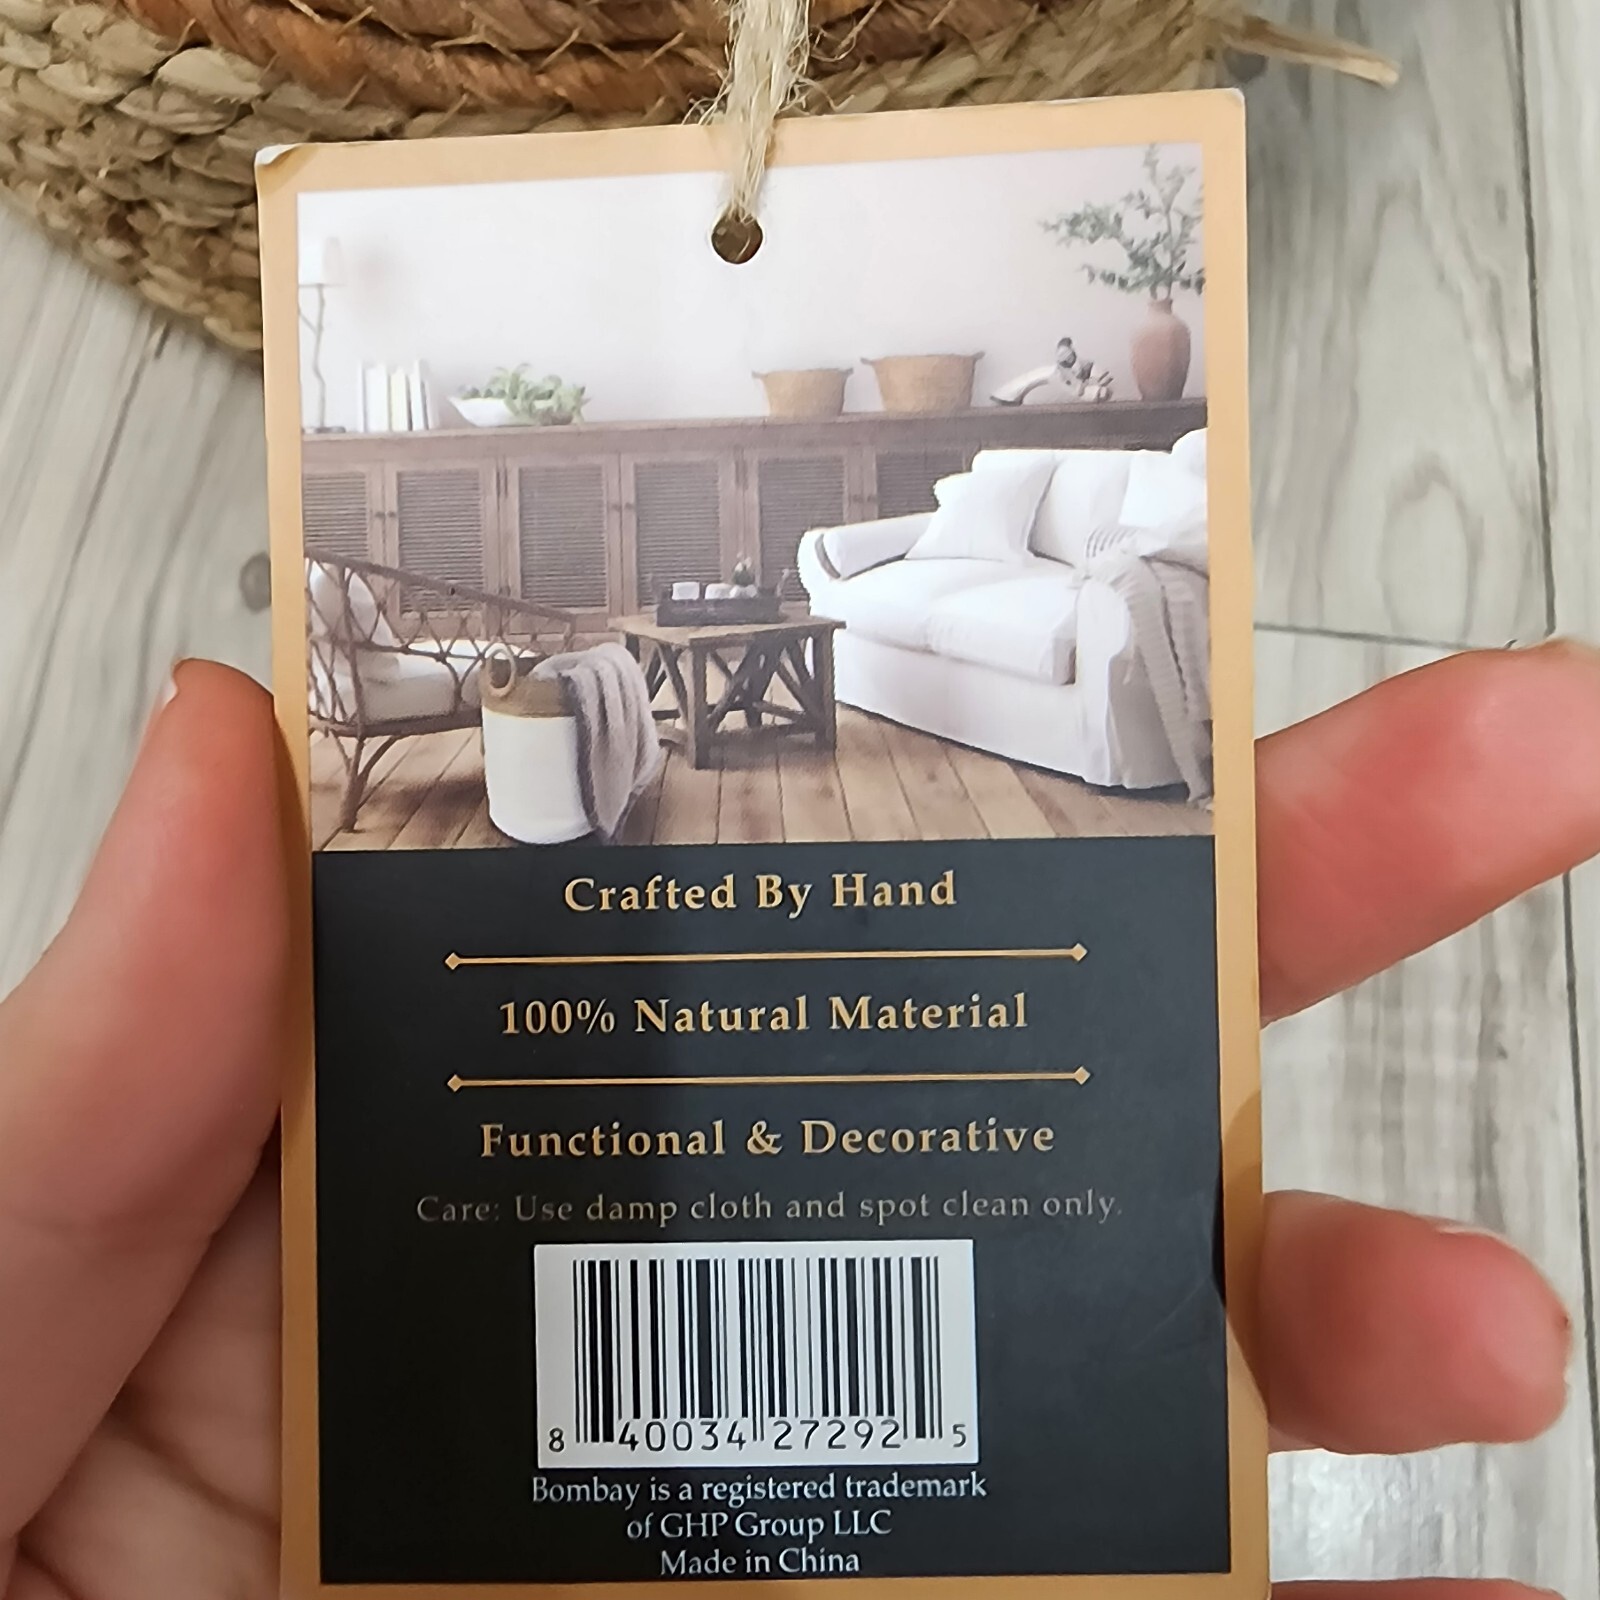 Crafted By Hand
100% Natural Material
Functional & Decorative
Care: Use damp cloth and spot clean only.
8 40034 27292 5
Bombay is a registered trademark
of GHP Group LLC
Made in China